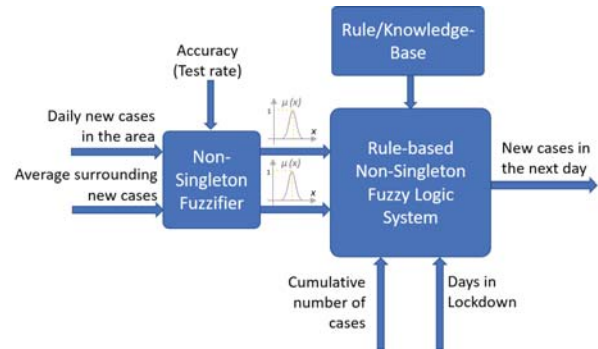 Rule/Knowledge-
Base
Accuracy
(Test rate)
Daily new cases
in the area
Average surrounding
new cases
Non-
Singleton
Fuzzifier
μ (x)
1
x
μ (x)
1
x
Rule-based
Non-Singleton
Fuzzy Logic
System
New cases
in the next
day
Cumulative
number of
cases
Days in
Lockdown